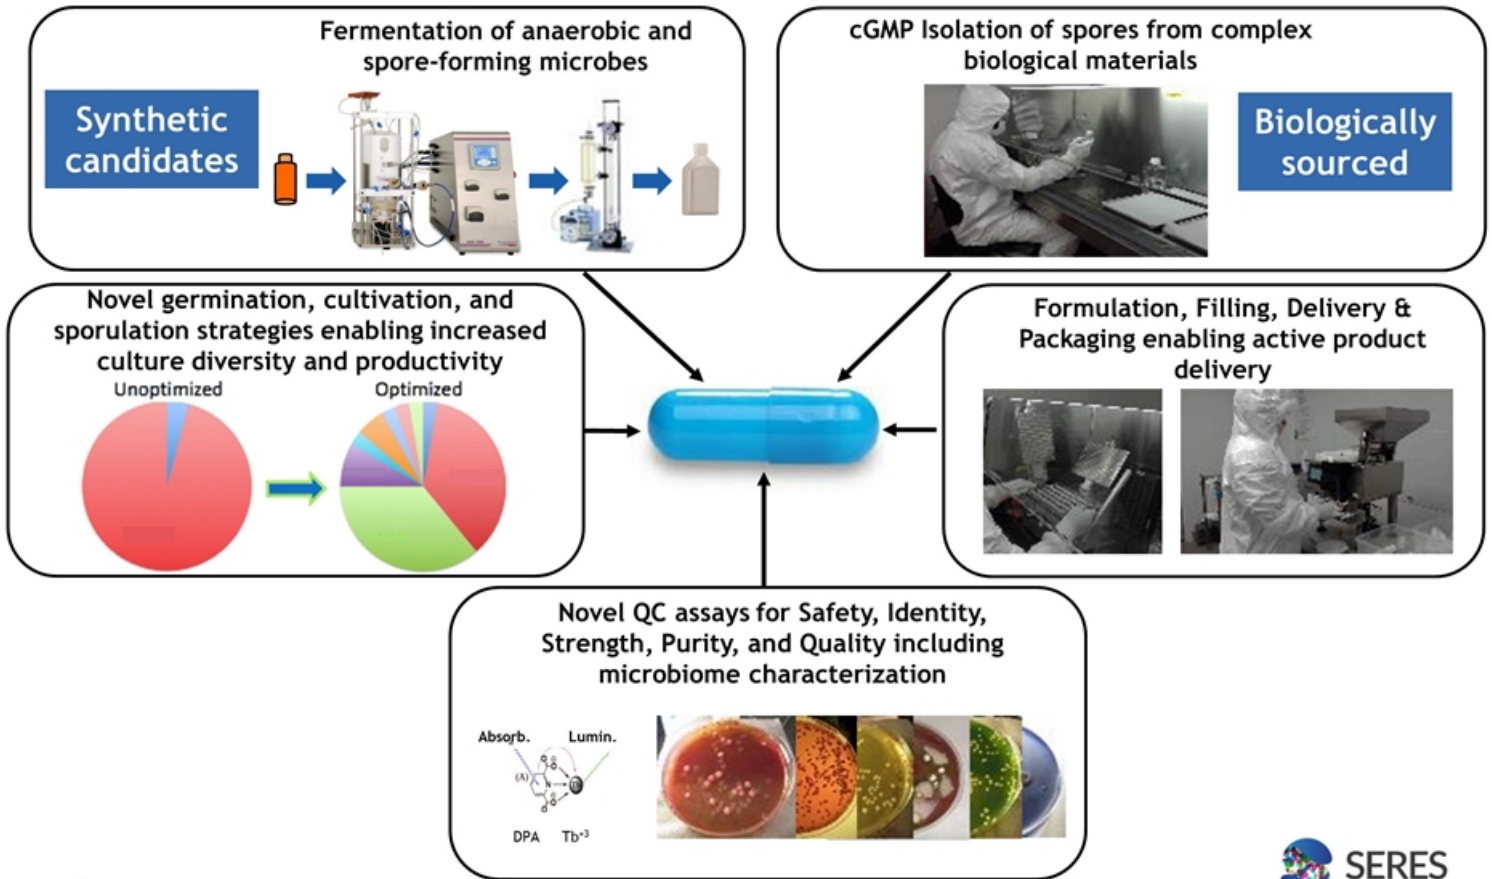 Fermentation of anaerobic and
spore-forming microbes
Synthetic
candidates
cGMP Isolation of spores from complex
biological materials
Biologically
sourced
Novel germination, cultivation, and
sporulation strategies enabling increased
culture diversity and productivity
Unoptimized
Optimized
Formulation, Filling, Delivery &
Packaging enabling active product
delivery
Novel QC assays for Safety, Identity,
Strength, Purity, and Quality including
microbiome characterization
Absorb.
Lumin.
(A)
DPA
Tb+3
SERES